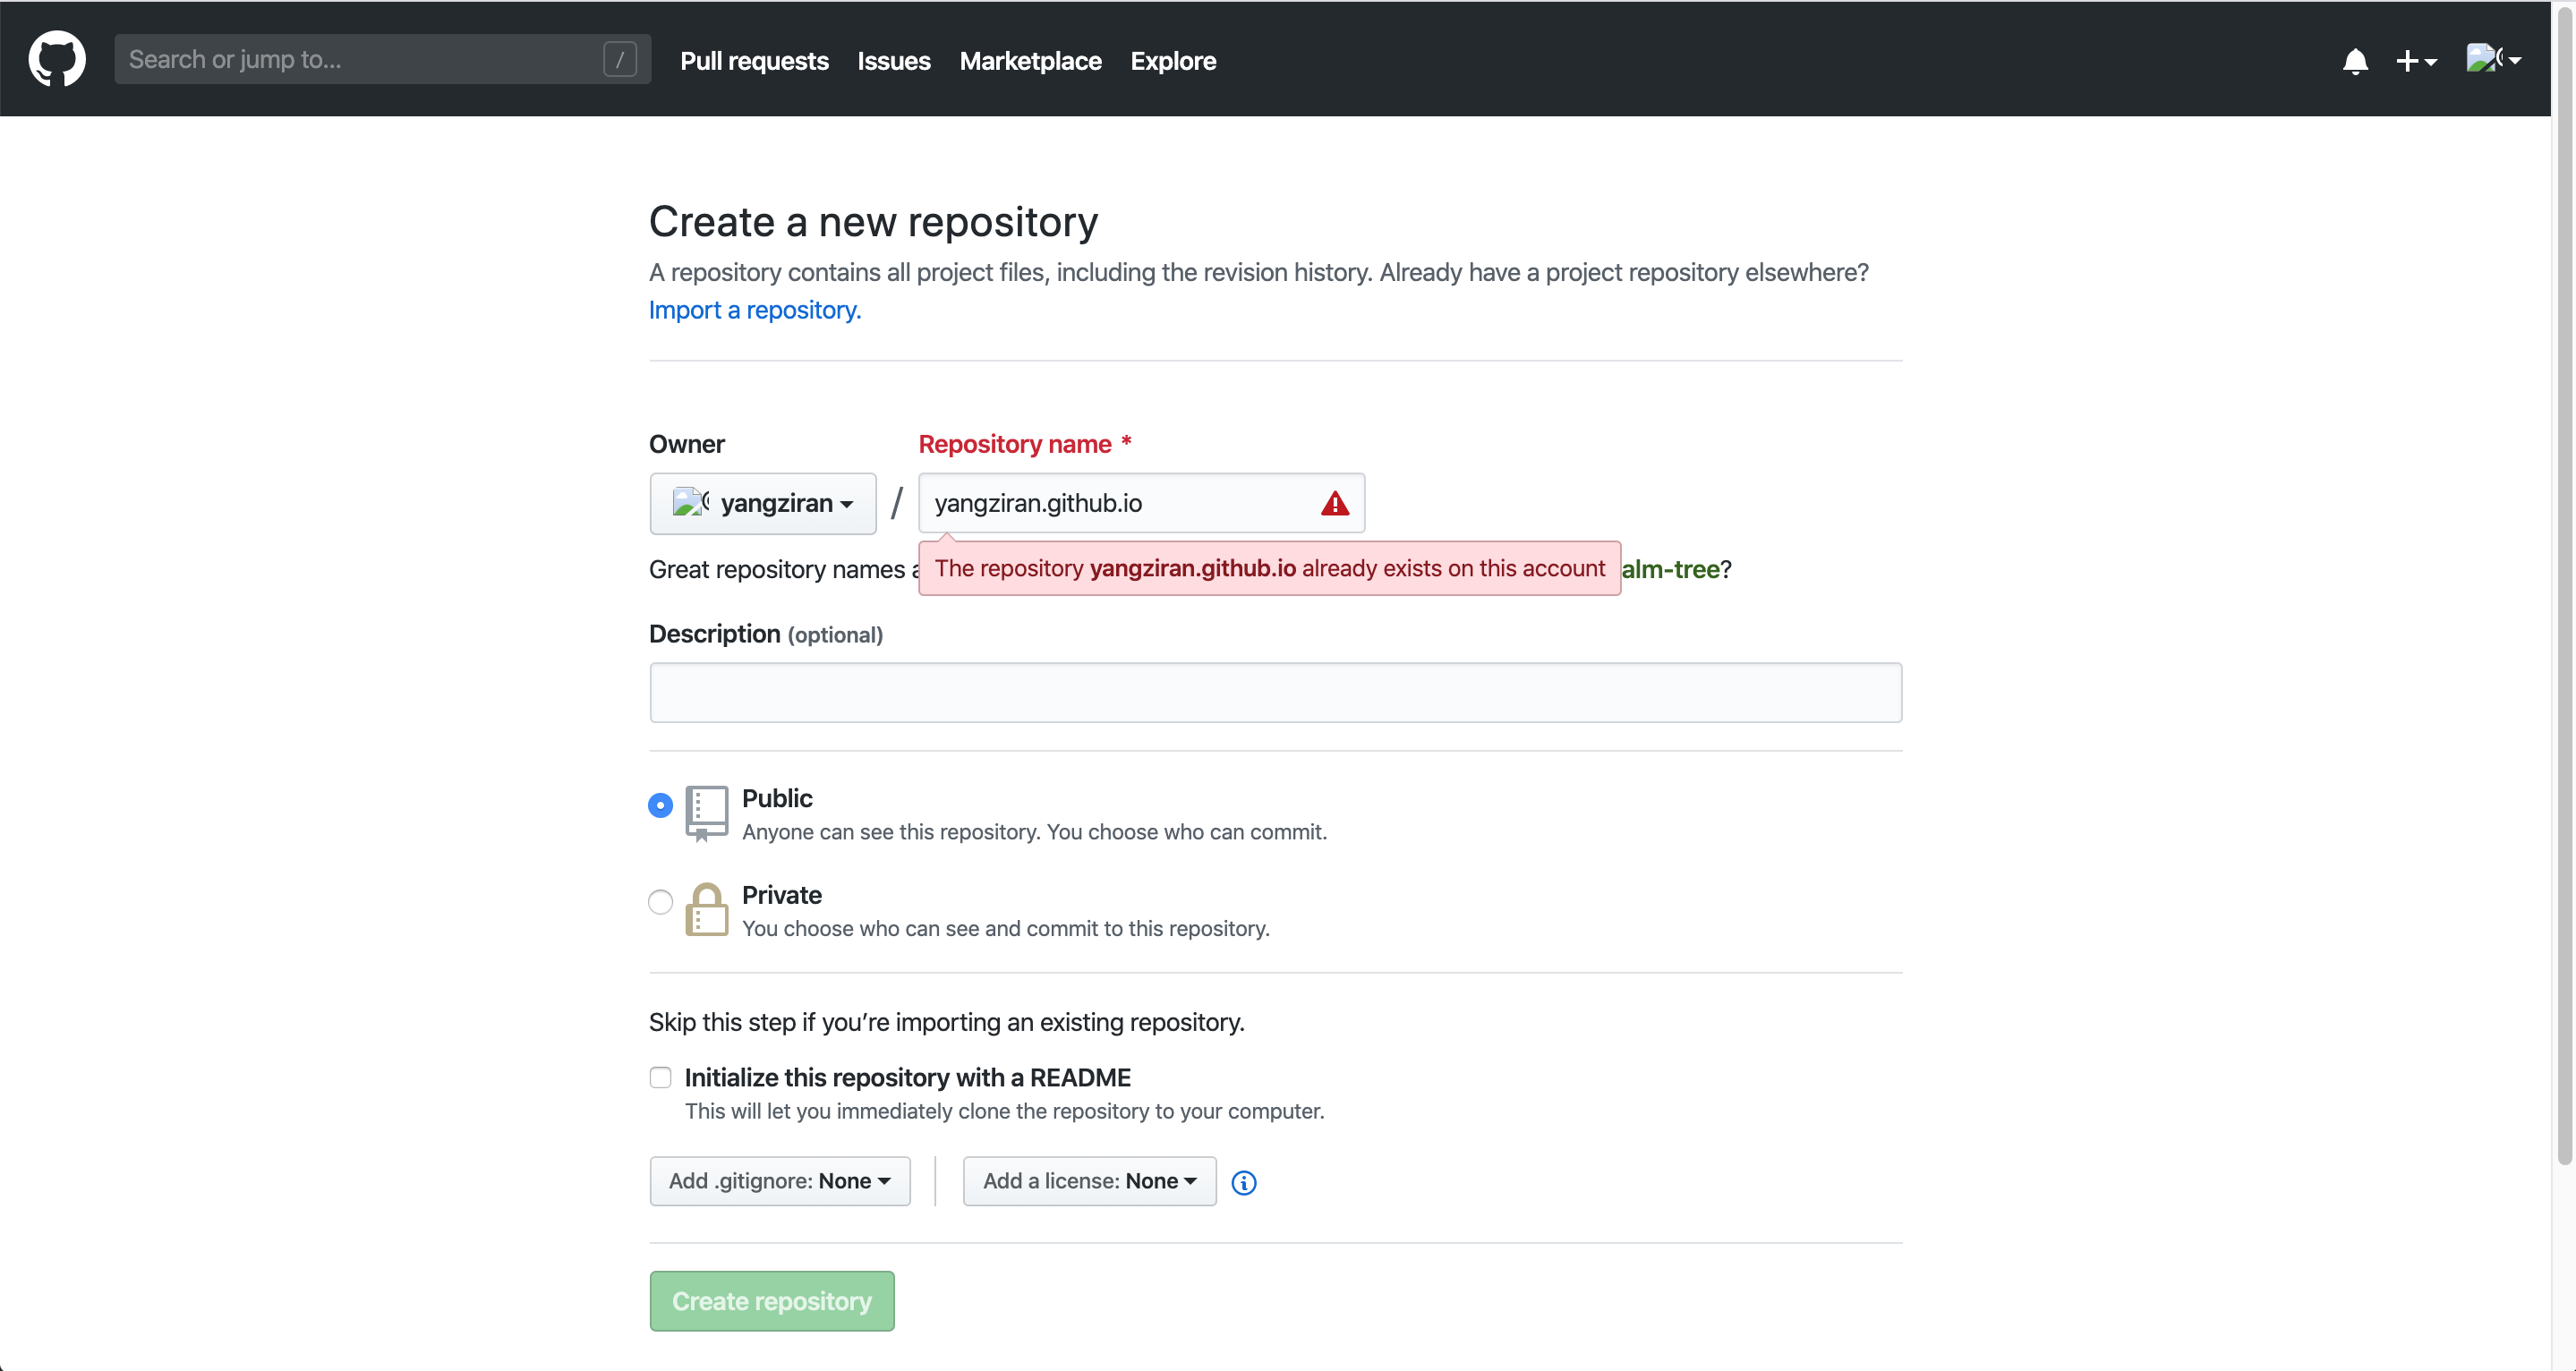 Search or jump to... /
Pull requests Issues Marketplace Explore
Create a new repository
A repository contains all project files, including the revision history. Already have a project repository elsewhere?
Import a repository.
Owner Repository name *
yangziran / yangziran.github.io
Great repository names alm-tree?
The repository yangziran.github.io already exists on this account
Description (optional)
Public
Anyone can see this repository. You choose who can commit.
Private
You choose who can see and commit to this repository.
Skip this step if you’re importing an existing repository.
Initialize this repository with a README
This will let you immediately clone the repository to your computer.
Add .gitignore: None Add a license: None
Create repository